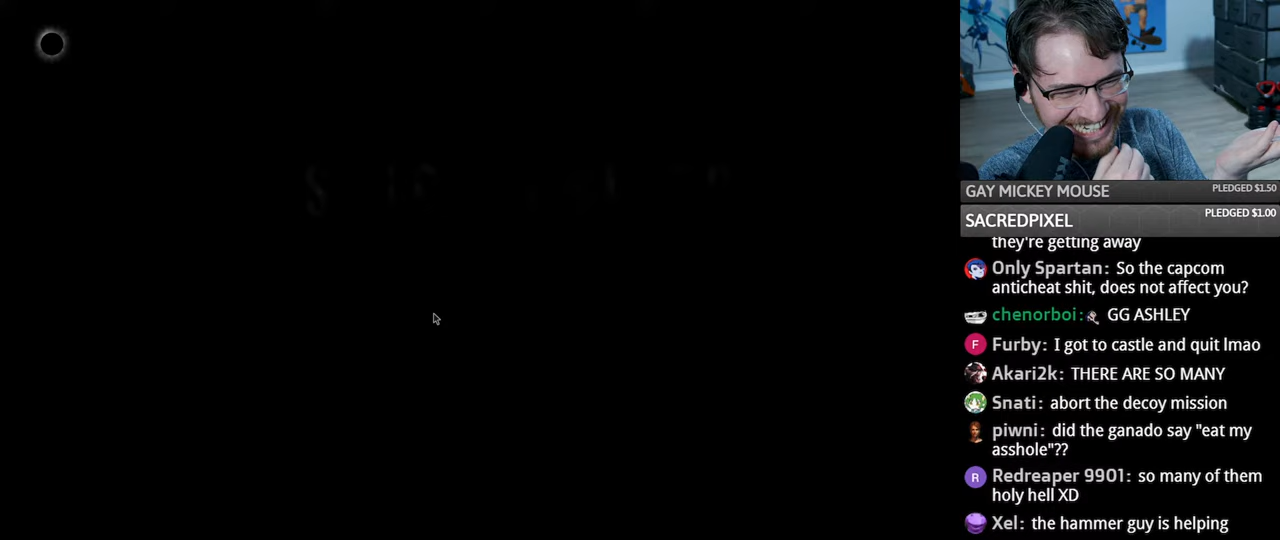 GAY MICKEY MOUSE PLEDGED $1.50
SACREDPIXEL PLEDGED $1.00
they're getting away
Only Spartan: So the capcom
anticheat shit, does not affect you?
chenorboi: GG ASHLEY
F Furby: I got to castle and quit lmao
Akari2k: THERE ARE SO MANY
Snati: abort the decoy mission
piwni: did the ganado say "eat my
asshole"??
R Redreaper 9901: so many of them
holy hell XD
Xel: the hammer guy is helping